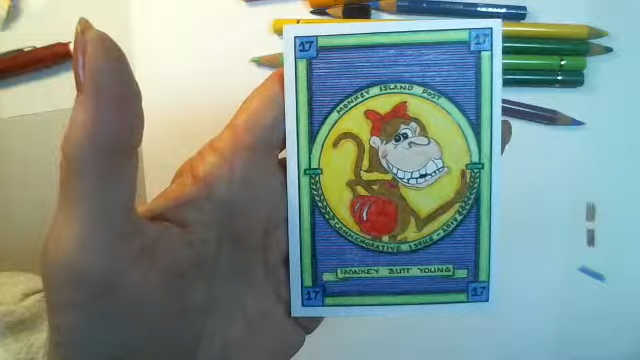 17 17
MONKEY ISLAND POST
COMMEMORATIVE ISSUE - 2017
MONKEY BUTT YOUNG
17 17